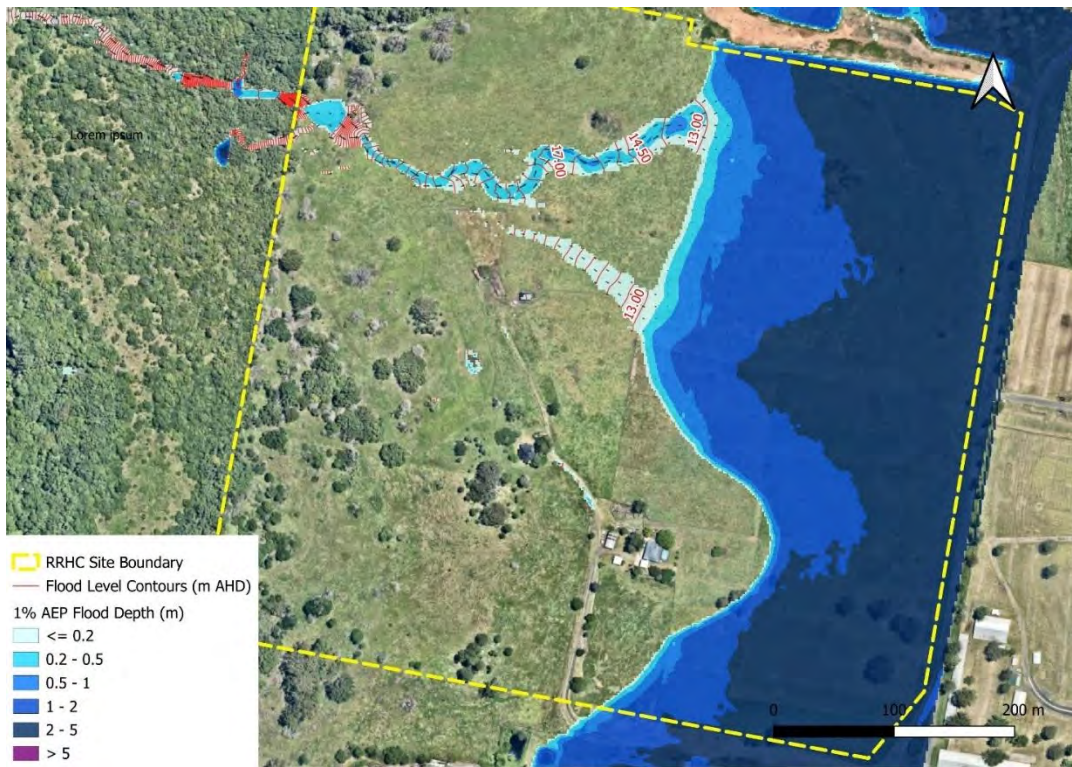 Lorem ipsum
17.00
14.50
13.00
13.00
RRHC Site Boundary
Flood Level Contours (m AHD)
1% AEP Flood Depth (m)
<= 0.2
0.2 - 0.5
0.5 - 1
1 - 2
2 - 5
> 5
0 100 200 m